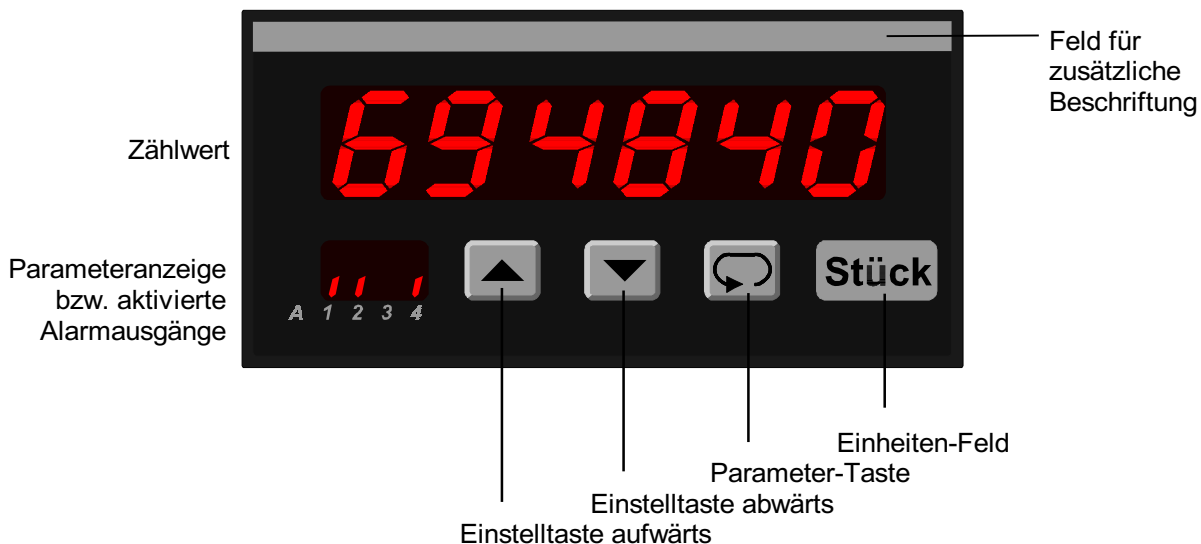 Feld für
zusätzliche
Beschriftung
694840
Zählwert
Parameteranzeige
bzw. aktivierte
Alarmausgänge
A 1 2 3 4
Stück
Einheiten-Feld
Parameter-Taste
Einstelltaste abwärts
Einstelltaste aufwärts